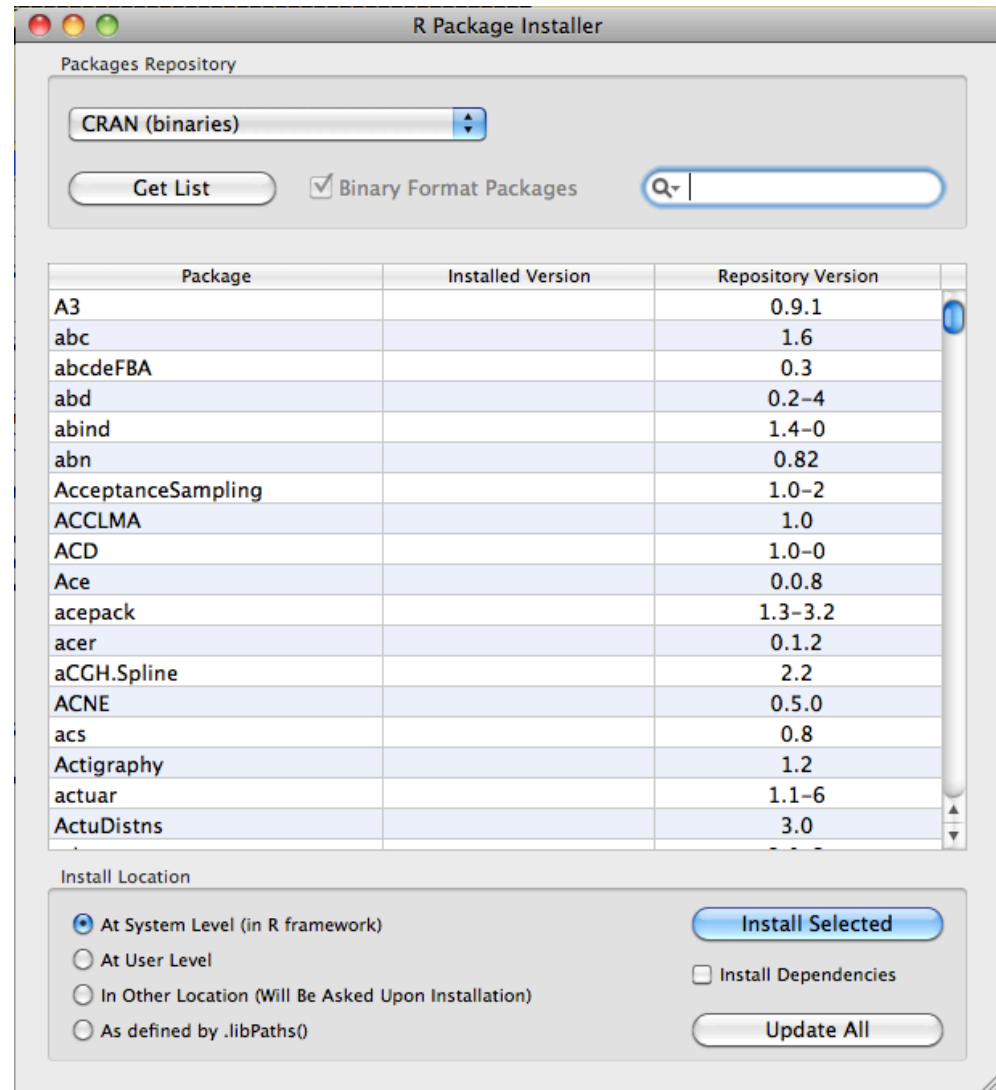 R Package Installer
Packages Repository
CRAN (binaries)
Get List Binary Format Packages
Package Installed Version Repository Version
A3 0.9.1
abc 1.6
abcdeFBA 0.3
abd 0.2-4
abind 1.4-0
abn 0.82
AcceptanceSampling 1.0-2
ACCLMA 1.0
ACD 1.0-0
Ace 0.0.8
acepack 1.3-3.2
acer 0.1.2
aCGH.Spline 2.2
ACNE 0.5.0
acs 0.8
Actigraphy 1.2
actuar 1.1-6
ActuDistns 3.0
Install Location
At System Level (in R framework) Install Selected
At User Level
Install Dependencies
In Other Location (Will Be Asked Upon Installation)
As defined by .libPaths() Update All